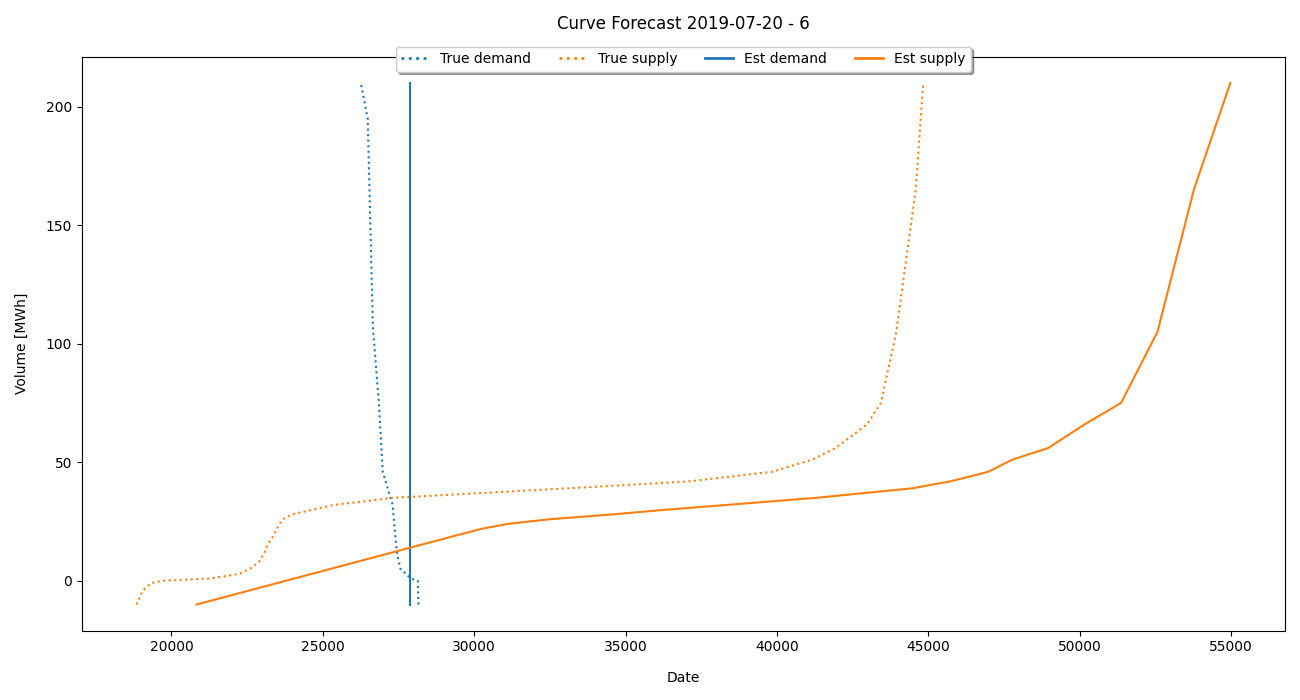 Curve Forecast 2019-07-20 - 6
True demand True supply Est demand Est supply
Volume [MWh]
200
150
100
50
0
20000 25000 30000 35000 40000 45000 50000 55000
Date